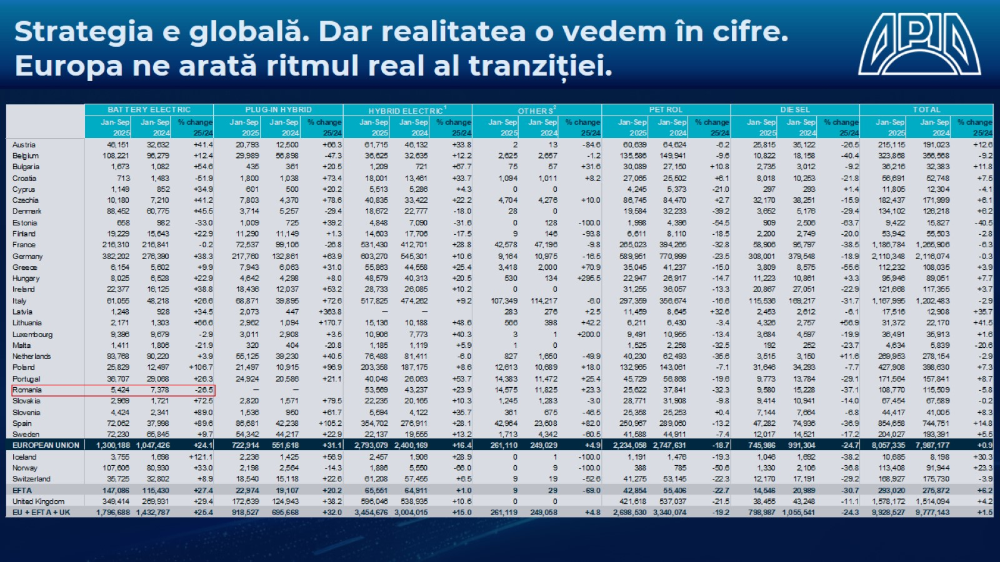 Strategia e globală. Dar realitatea o vedem în cifre.
Europa ne arată ritmul real al tranziției.
APIA
BATTERY ELECTRIC PLUG-IN HYBRID HYBRID ELECTRIC1 OTHERS2 PETROL DIESEL TOTAL
Jan-Sep Jan-Sep % change Jan-Sep Jan-Sep % change Jan-Sep Jan-Sep % change Jan-Sep Jan-Sep % change Jan-Sep Jan-Sep % change Jan-Sep Jan-Sep % change Jan-Sep Jan-Sep % change
2025 2024 25/24 2025 2024 25/24 2025 2024 25/24 2025 2024 25/24 2025 2024 25/24 2025 2024 25/24 2025 2024 25/24
Austria 46,151 32,632 +41.4 20,793 12,500 +66.3 61,715 46,132 +33.8 2 13 -84.6 60,639 64,624 -6.2 25,815 35,122 -26.5 215,115 191,023 +12.6
Belgium 108,221 96,279 +12.4 29,989 56,898 -47.3 36,625 32,635 +12.2 2,625 2,657 -1.2 135,586 149,941 -9.6 10,822 18,158 -40.4 323,868 356,568 -9.2
Bulgaria 1,673 1,082 +54.6 435 361 +20.5 1,209 721 +67.7 75 57 +31.6 30,089 27,150 +10.8 2,735 3,012 -9.2 36,216 32,383 +11.8
Croatia 713 1,483 -51.9 1,800 1,038 +73.4 18,001 13,461 +33.7 1,094 1,011 +8.2 27,065 25,502 +6.1 8,018 10,253 -21.8 56,691 52,748 +7.5
Cyprus 1,149 852 +34.9 601 500 +20.2 5,513 5,286 +4.3 0 0 4,245 5,373 -21.0 297 293 +1.4 11,805 12,304 -4.1
Czechia 10,180 7,210 +41.2 7,803 4,370 +78.6 40,835 33,422 +22.2 4,704 4,276 +10.0 86,745 84,470 +2.7 32,170 38,251 -15.9 182,437 171,999 +6.1
Denmark 88,452 60,775 +45.5 3,714 5,257 -29.4 18,672 22,777 -18.0 28 0 19,584 32,233 -39.2 3,652 5,176 -29.4 134,102 126,218 +6.2
Estonia 658 982 -33.0 1,009 725 +39.2 4,848 7,090 -31.6 0 128 -100.0 1,998 4,396 -54.5 909 2,506 -63.7 9,422 15,827 -40.5
Finland 19,229 15,643 +22.9 11,290 11,149 +1.3 14,603 17,706 -17.5 9 146 -93.8 6,611 8,110 -18.5 2,200 2,749 -20.0 53,942 55,503 -2.8
France 216,310 216,841 -0.2 72,537 99,106 -26.8 531,430 412,701 +28.8 42,578 47,196 -9.8 265,023 394,265 -32.8 58,906 95,797 -38.5 1,186,784 1,265,906 -6.3
Germany 382,202 276,390 +38.3 217,760 132,861 +63.9 603,270 545,301 +10.6 9,164 10,975 -16.5 589,951 770,999 -23.5 308,001 379,548 -18.9 2,110,348 2,116,074 -0.3
Greece 6,154 5,602 +9.9 7,943 6,063 +31.0 55,863 44,558 +25.4 3,418 2,000 +70.9 35,045 41,237 -15.0 3,809 8,575 -55.6 112,232 108,035 +3.9
Hungary 8,025 6,528 +22.9 4,642 4,298 +8.0 48,579 40,313 +20.5 530 134 +295.5 22,947 26,917 -14.7 11,223 10,861 +3.3 95,946 89,051 +7.7
Ireland 22,377 16,125 +38.8 18,436 12,037 +53.2 28,733 26,085 +10.2 0 0 31,255 36,057 -13.3 20,867 27,051 -22.9 121,668 117,355 +3.7
Italy 61,055 48,218 +26.6 68,871 39,895 +72.6 517,825 474,262 +9.2 107,349 114,217 -6.0 297,359 356,674 -16.6 115,536 169,217 -31.7 1,167,995 1,202,483 -2.9
Latvia 1,248 928 +34.5 2,073 447 +363.8 — — 283 276 +2.5 11,459 8,645 +32.6 2,453 2,612 -6.1 17,516 12,908 +35.7
Lithuania 2,171 1,303 +66.6 2,962 1,094 +170.7 15,136 10,188 +48.6 566 398 +42.2 6,211 6,430 -3.4 4,326 2,757 +56.9 31,372 22,170 +41.5
Luxembourg 9,396 9,679 -2.9 3,011 2,908 +3.5 10,906 7,773 +40.3 3 1 +200.0 9,491 10,955 -13.4 3,684 4,597 -19.9 36,491 35,913 +1.6
Malta 1,411 1,806 -21.9 320 404 -20.8 1,185 1,119 +5.9 1 0 1,525 2,258 -32.5 192 252 -23.7 4,634 5,839 -20.6
Netherlands 93,768 90,220 +3.9 55,125 39,230 +40.5 76,488 81,411 -6.0 827 1,650 -49.9 40,230 62,493 -35.6 3,515 3,150 +11.6 269,953 278,154 -2.9
Poland 25,829 12,497 +106.7 21,497 10,915 +96.9 203,358 187,175 +8.6 12,613 10,689 +18.0 132,965 143,061 -7.1 31,646 34,293 -7.7 427,908 398,630 +7.3
Portugal 36,707 29,068 +26.3 24,924 20,586 +21.1 40,048 26,063 +53.7 14,383 11,472 +25.4 45,729 56,868 -19.6 9,773 13,784 -29.1 171,564 157,841 +8.7
Romania 5,424 7,378 -26.5 — — 53,569 43,237 +23.9 14,575 11,825 +23.3 25,622 37,841 -32.3 9,580 15,228 -37.1 108,770 115,509 -5.8
Slovakia 2,969 1,721 +72.5 2,820 1,571 +79.5 22,235 20,165 +10.3 1,245 1,283 -3.0 28,771 31,908 -9.8 9,414 10,941 -14.0 67,454 67,589 -0.2
Slovenia 4,424 2,341 +89.0 1,536 950 +61.7 5,594 4,122 +35.7 361 675 -46.5 25,358 25,253 +0.4 7,144 7,664 -6.8 44,417 41,005 +8.3
Spain 72,062 37,998 +89.6 86,681 42,238 +105.2 354,702 276,911 +28.1 42,964 23,608 +82.0 250,967 289,060 -13.2 47,282 74,936 -36.9 854,658 744,751 +14.8
Sweden 72,230 65,845 +9.7 54,342 44,217 +22.9 22,137 19,555 +13.2 1,713 4,342 -60.5 41,588 44,911 -7.4 12,017 14,521 -17.2 204,027 193,391 +5.5
EUROPEAN UNION 1,300,188 1,047,426 +24.1 722,914 551,618 +31.1 2,793,079 2,400,169 +16.4 261,110 249,029 +4.9 2,234,058 2,747,631 -18.7 745,986 991,304 -24.7 8,057,335 7,987,177 +0.9
Iceland 3,755 1,698 +121.1 2,236 1,425 +56.9 2,457 1,906 +28.9 0 1 -100.0 1,191 1,476 -19.3 1,046 1,692 -38.2 10,685 8,198 +30.3
Norway 107,606 80,930 +33.0 2,198 2,564 -14.3 1,886 5,550 -66.0 0 9 -100.0 388 785 -50.6 1,330 2,106 -36.8 113,408 91,944 +23.3
Switzerland 35,725 32,802 +8.9 18,540 15,118 +22.6 61,208 57,455 +6.5 9 19 -52.6 41,275 53,145 -22.3 12,170 17,191 -29.2 168,927 175,730 -3.9
EFTA 147,086 115,430 +27.4 22,974 19,107 +20.2 65,551 64,911 +1.0 9 29 -69.0 42,854 55,406 -22.7 14,546 20,989 -30.7 293,020 275,872 +6.2
United Kingdom 349,414 269,931 +29.4 172,639 124,943 +38.2 596,046 538,935 +10.6 0 0 421,618 537,037 -21.5 38,455 43,248 -11.1 1,578,172 1,514,094 +4.2
EU + EFTA + UK 1,796,688 1,432,787 +25.4 918,527 695,668 +32.0 3,454,676 3,004,015 +15.0 261,119 249,058 +4.8 2,698,530 3,340,074 -19.2 798,987 1,055,541 -24.3 9,928,527 9,777,143 +1.5